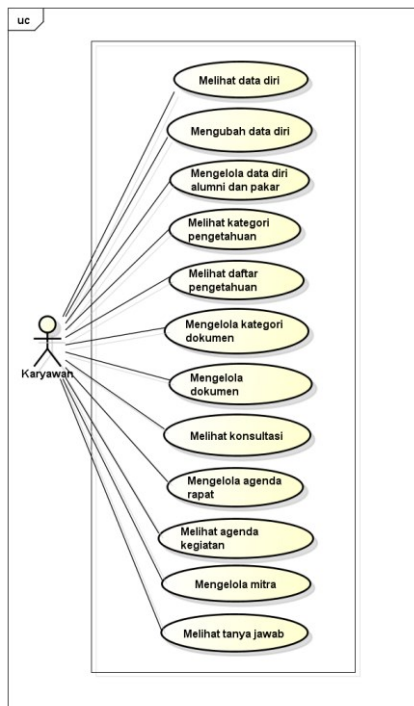 uc
Melihat data diri
Mengubah data diri
Mengelola data diri
alumni dan pakar
Melihat kategori
pengetahuan
Melihat daftar
pengetahuan
Mengelola kategori
dokumen
Karyawan
Mengelola
dokumen
Melihat konsultasi
Mengelola agenda
rapat
Melihat agenda
kegiatan
Mengelola mitra
Melihat tanya jawab